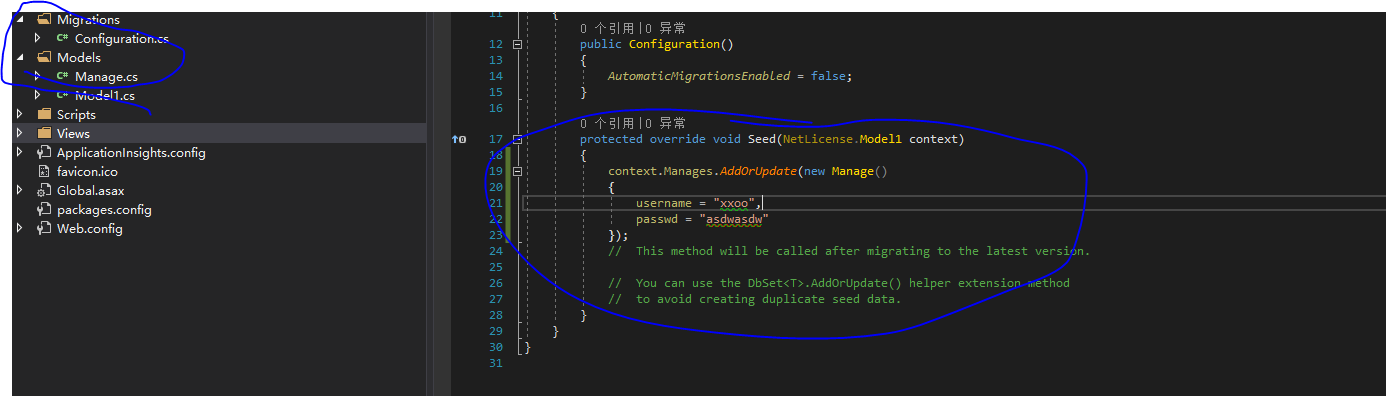 Migrations
C# Configuration.cs
Models
C# Manage.cs
C# Model1.cs
Scripts
Views
ApplicationInsights.config
favicon.ico
Global.asax
packages.config
Web.config
11 {
0 个引用|0 异常
12 public Configuration()
13 {
14 AutomaticMigrationsEnabled = false;
15 }
16
0 个引用|0 异常
17 protected override void Seed(NetLicense.Model1 context)
18 {
19 context.Manages.AddOrUpdate(new Manage()
20 {
21 username = "xxoo",
22 passwd = "asdwasdw"
23 });
24 // This method will be called after migrating to the latest version.
25
26 // You can use the DbSet<T>.AddOrUpdate() helper extension method
27 // to avoid creating duplicate seed data.
28 }
29 }
30 }
31